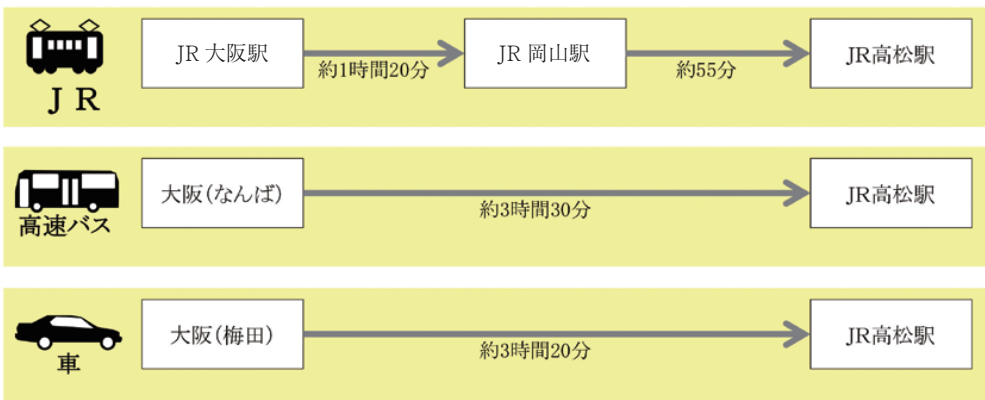 JR
JR 大阪駅
約1時間20分
JR 岡山駅
約55分
JR高松駅
高速バス
大阪(なんば)
約3時間30分
JR高松駅
車
大阪(梅田)
約3時間20分
JR高松駅